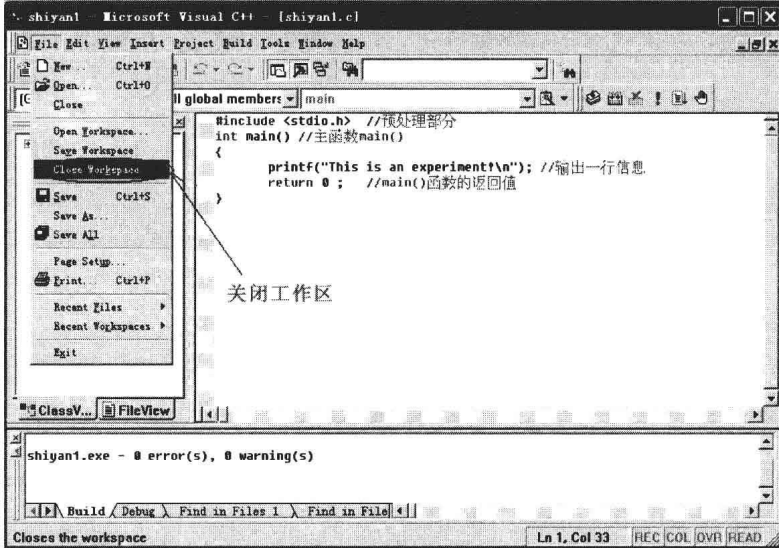 shiyan1 - Microsoft Visual C++ - [shiyan1.c]
File Edit View Insert Project Build Tools Window Help
New... Ctrl+N
Open... Ctrl+O
Close
Open Workspace...
Save Workspace
Close Workspace
Save Ctrl+S
Save As...
Save All
Page Setup...
Print... Ctrl+P
Recent Files
Recent Workspaces
Exit
ll global members
main
#include <stdio.h> //预处理部分
int main() //主函数main()
{
printf("This is an experiment!\n"); //输出一行信息
return 0 ; //main()函数的返回值
}
关闭工作区
ClassV... FileView
shiyan1.exe - 0 error(s), 0 warning(s)
Build Debug Find in Files 1 Find in File
Closes the workspace
Ln 1, Col 33 REC COL OVR READ